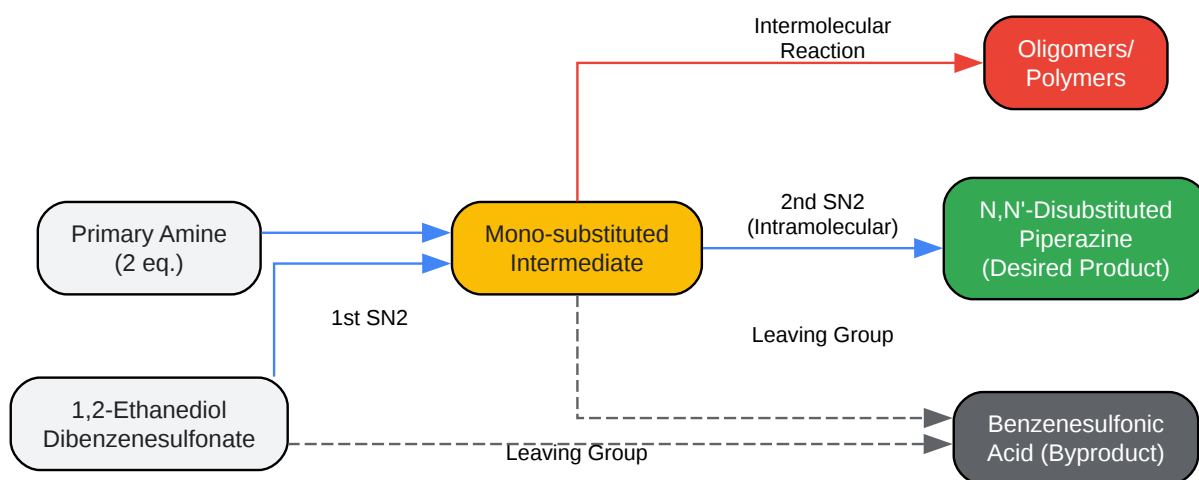 Intermolecular
Reaction
Oligomers/
Polymers
Primary Amine
(2 eq.)
Mono-substituted
Intermediate
2nd SN2
(Intramolecular)
N,N'-Disubstituted
Piperazine
(Desired Product)
1st SN2
Leaving Group
1,2-Ethanediol
Dibenzenesulfonate
Leaving Group
Benzenesulfonic
Acid (Byproduct)